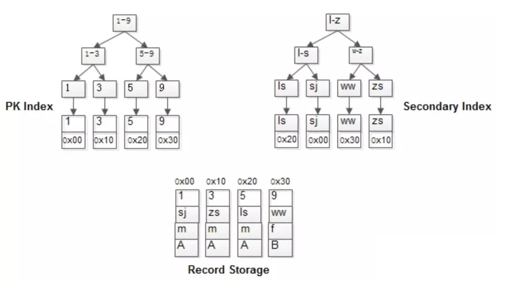 1-9
l-z
1-3
5-9
l-s
w-z
1 3 5 9
ls sj ww zs
PK Index
Secondary Index
1 3 5 9
ls sj ww zs
0x00 0x10 0x20 0x30
0x20 0x00 0x30 0x10
0x00 0x10 0x20 0x30
1 3 5 9
sj zs ls ww
m m m f
A A A B
Record Storage